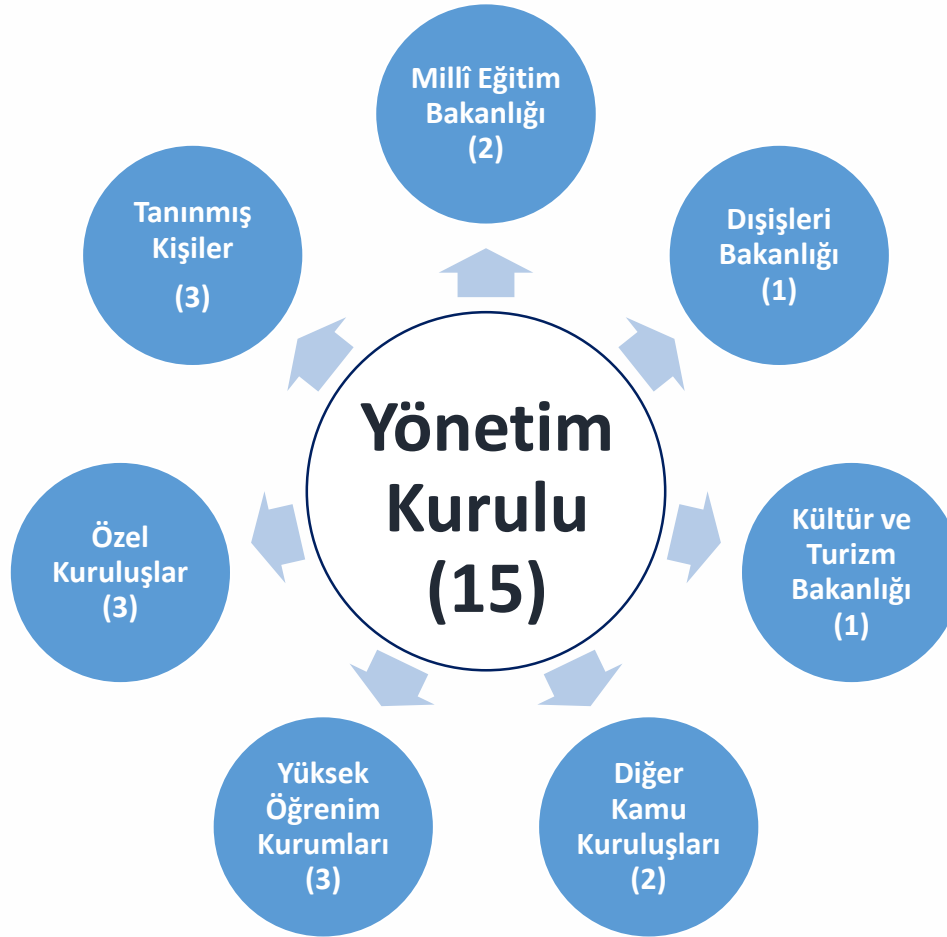 Millî Eğitim
Bakanlığı
(2)
Dışişleri
Bakanlığı
(1)
Kültür ve
Turizm
Bakanlığı
(1)
Diğer
Kamu
Kuruluşları
(2)
Yüksek
Öğrenim
Kurumları
(3)
Özel
Kuruluşlar
(3)
Tanınmış
Kişiler
(3)
Yönetim
Kurulu
(15)